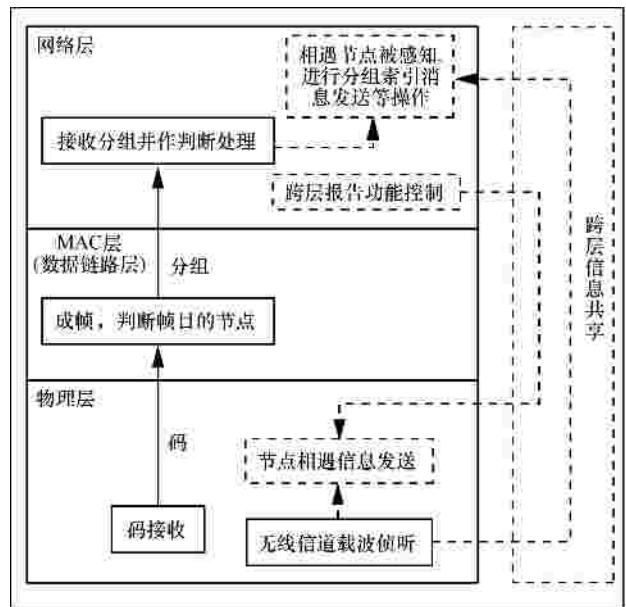 网络层
相遇节点被感知,
进行分组索引消
息发送等操作
接收分组并作判断处理
跨层报告功能控制
MAC层
(数据链路层)
分组
成帧，判断帧目的节点
物理层
码
节点相遇信息发送
码接收
无线信道载波侦听
跨层信息共享